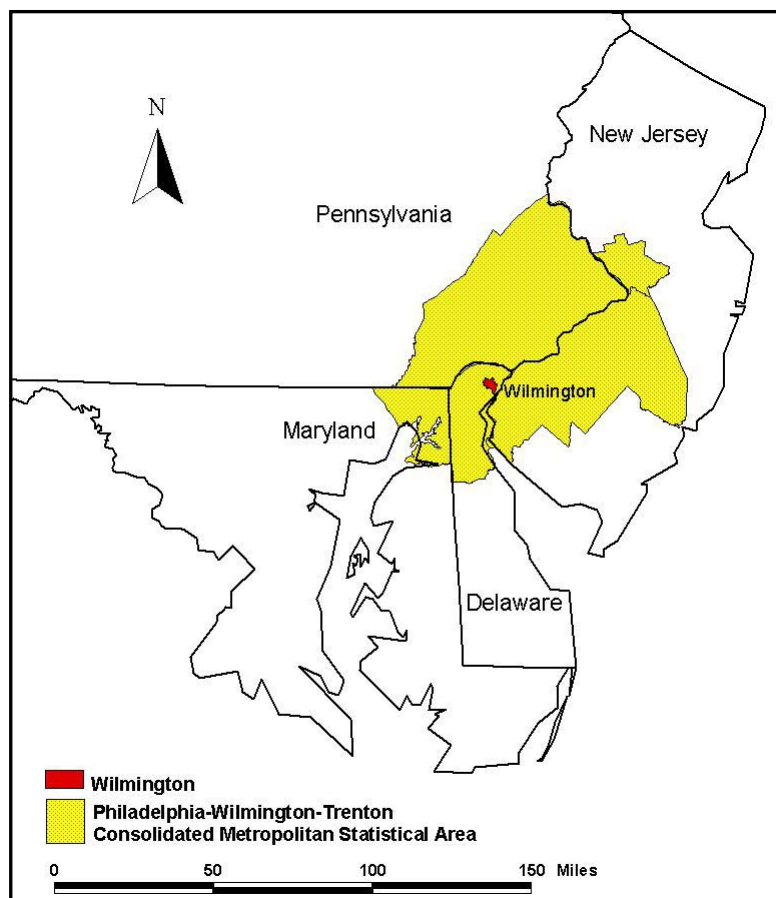 N
New Jersey
Pennsylvania
Wilmington
Maryland
Delaware
Wilmington
Philadelphia-Wilmington-Trenton
Consolidated Metropolitan Statistical Area
0 50 100 150 Miles